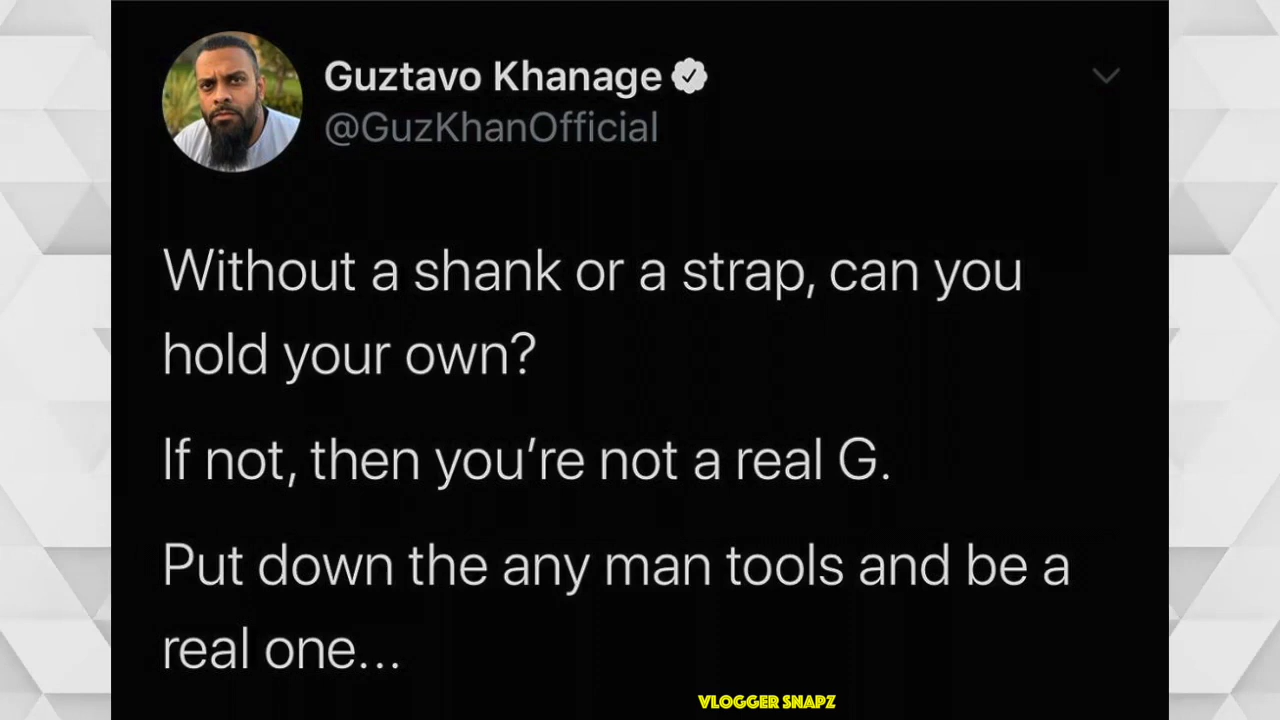 Guztavo Khanage
@GuzKhanOfficial
Without a shank or a strap, can you
hold your own?
If not, then you’re not a real G.
Put down the any man tools and be a
real one...
VLOGGER SNAPZ